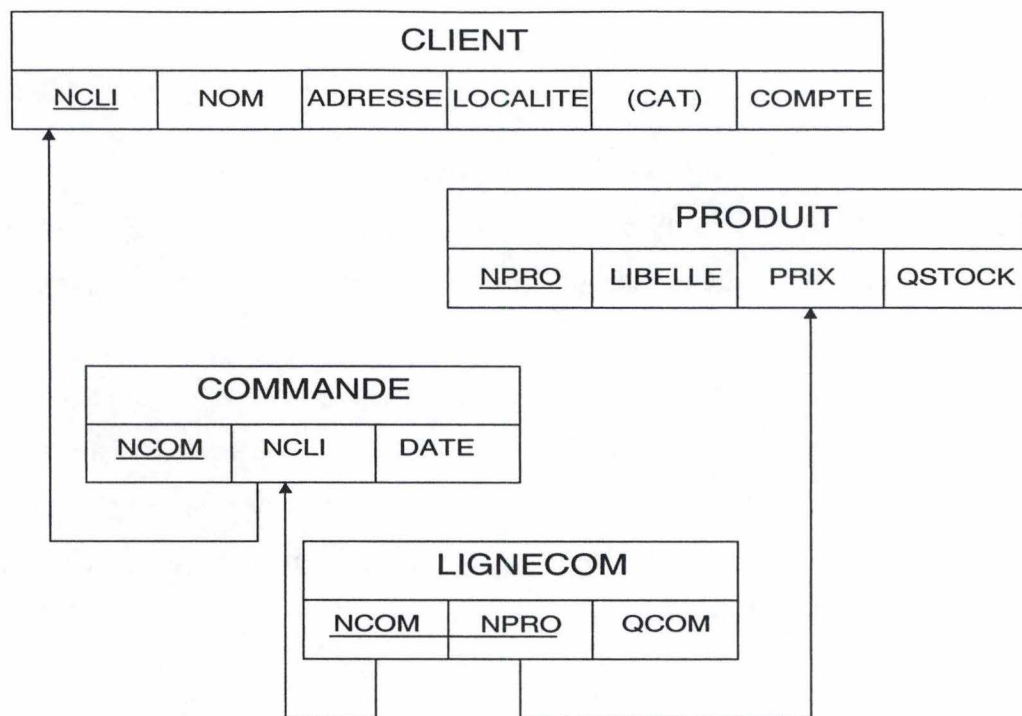 CLIENT
NCLI NOM ADRESSE LOCALITE (CAT) COMPTE
PRODUIT
NPRO LIBELLE PRIX QSTOCK
COMMANDE
NCOM NCLI DATE
LIGNECOM
NCOM NPRO QCOM